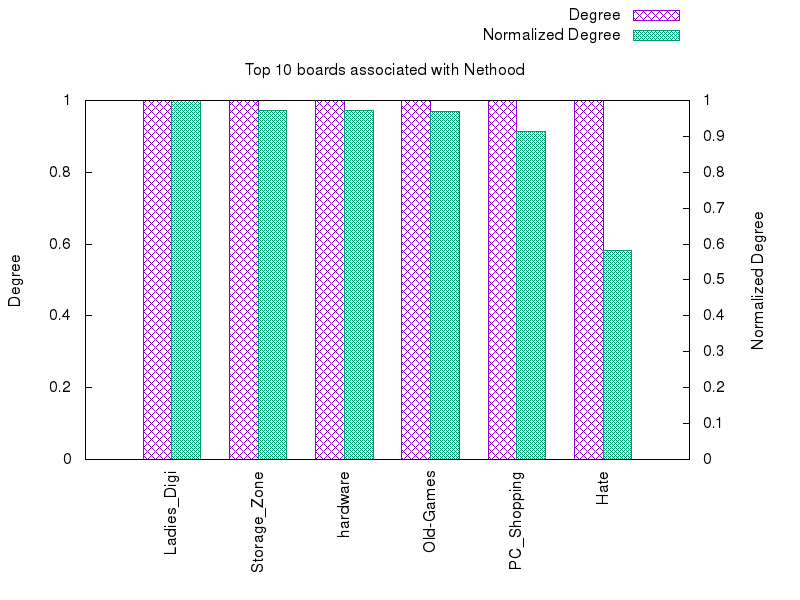 Degree
Normalized Degree
Top 10 boards associated with Nethood
1
0.8
0.6
0.4
0.2
0
1
0.9
0.8
0.7
0.6
0.5
0.4
0.3
0.2
0.1
0
Degree
Normalized Degree
Ladies_Digi
Storage_Zone
hardware
Old-Games
PC_Shopping
Hate